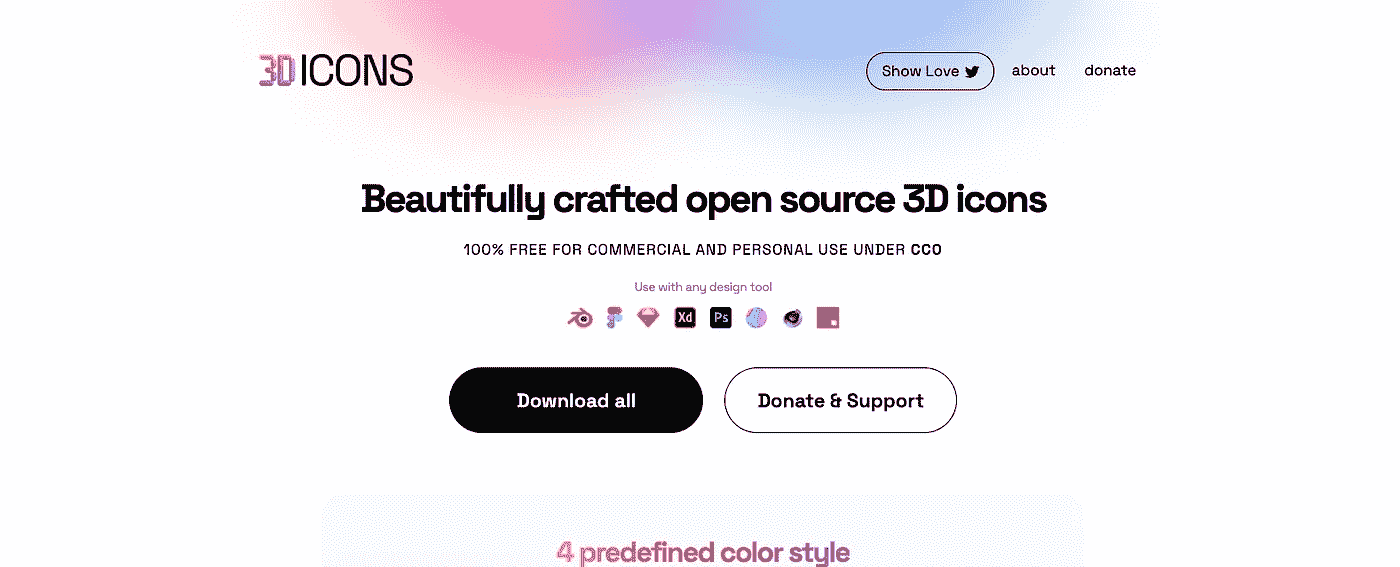 3D ICONS
Show Love about donate
Beautifully crafted open source 3D icons
100% FREE FOR COMMERCIAL AND PERSONAL USE UNDER CC0
Use with any design tool
Xd Ps
Download all Donate & Support
4 predefined color style